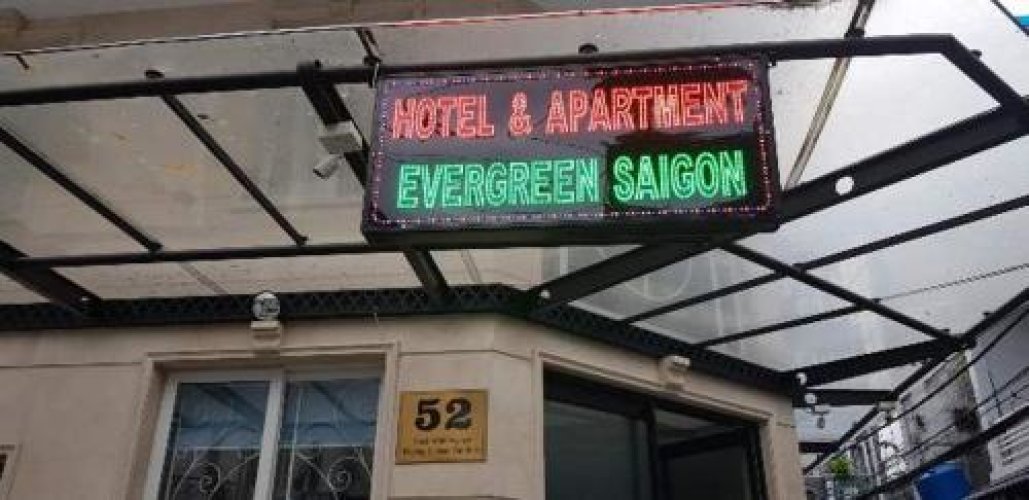 HOTEL & APARTMENT
EVERGREEN SAIGON
52